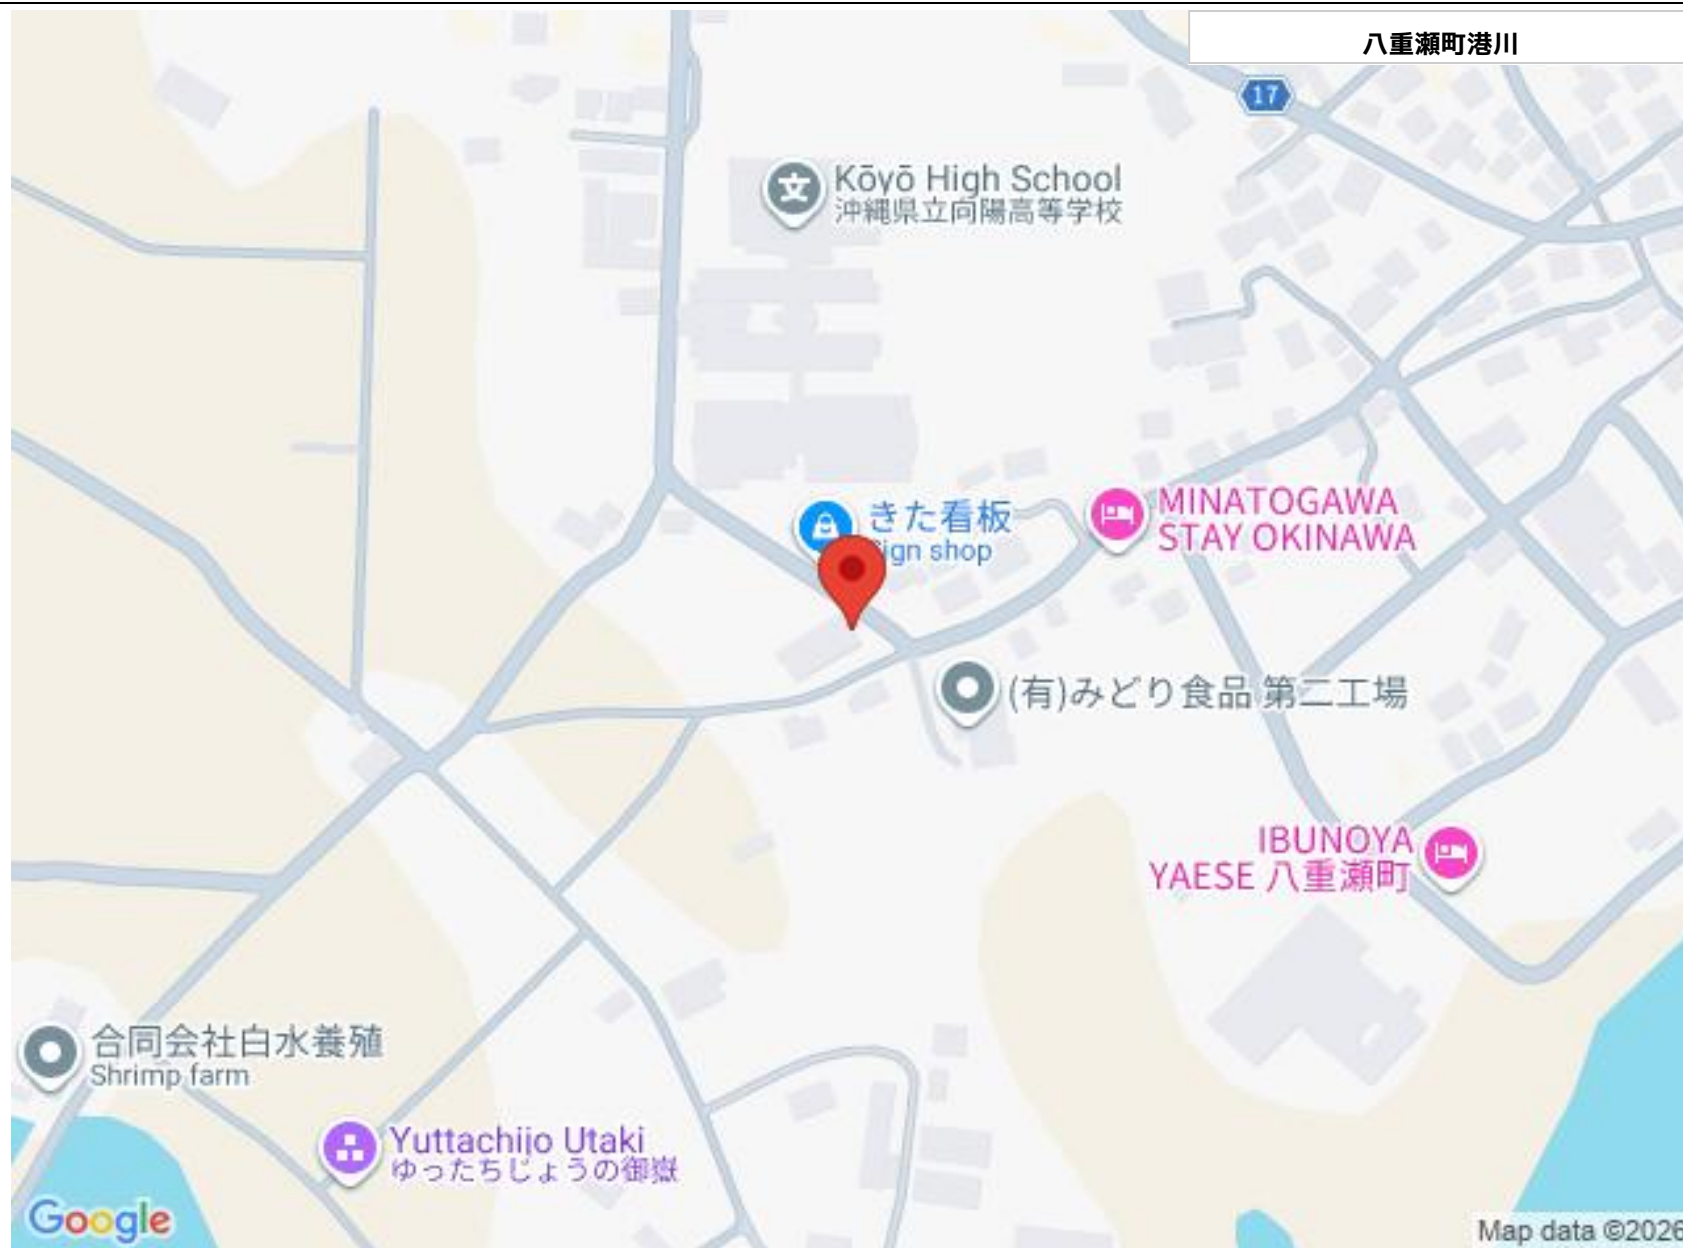 八重瀬町港川
17
Kōyō High School
沖縄県立向陽高等学校
きた看板
ign shop
MINATOGAWA
STAY OKINAWA
(有)みどり食品 第二工場
IBUNOYA
YAESE 八重瀬町
合同会社白水養殖
Shrimp farm
Yuttachijo Utaki
ゆったちじょうの御嶽
Google
Map data ©2026